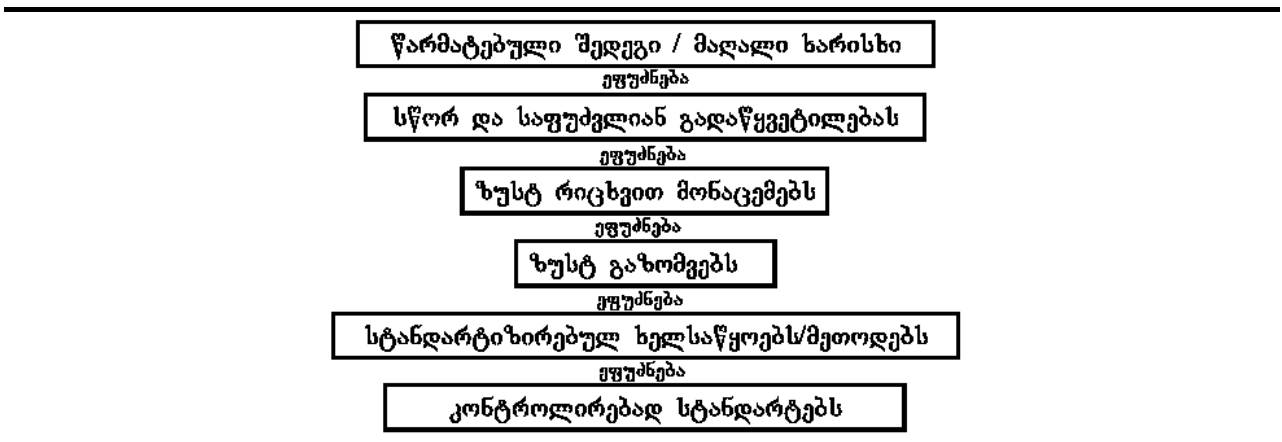 წარმატებული შედეგი / მაღალი ხარისხი
ეფუძნება
სწორ და საფუძვლიან გადაწყვეტილებას
ეფუძნება
ზუსტ რიცხვით მონაცემებს
ეფუძნება
ზუსტ გაზომვებს
ეფუძნება
სტანდარტიზირებულ ხელსაწყოებს/მეთოდებს
ეფუძნება
კონტროლირებად სტანდარტებს